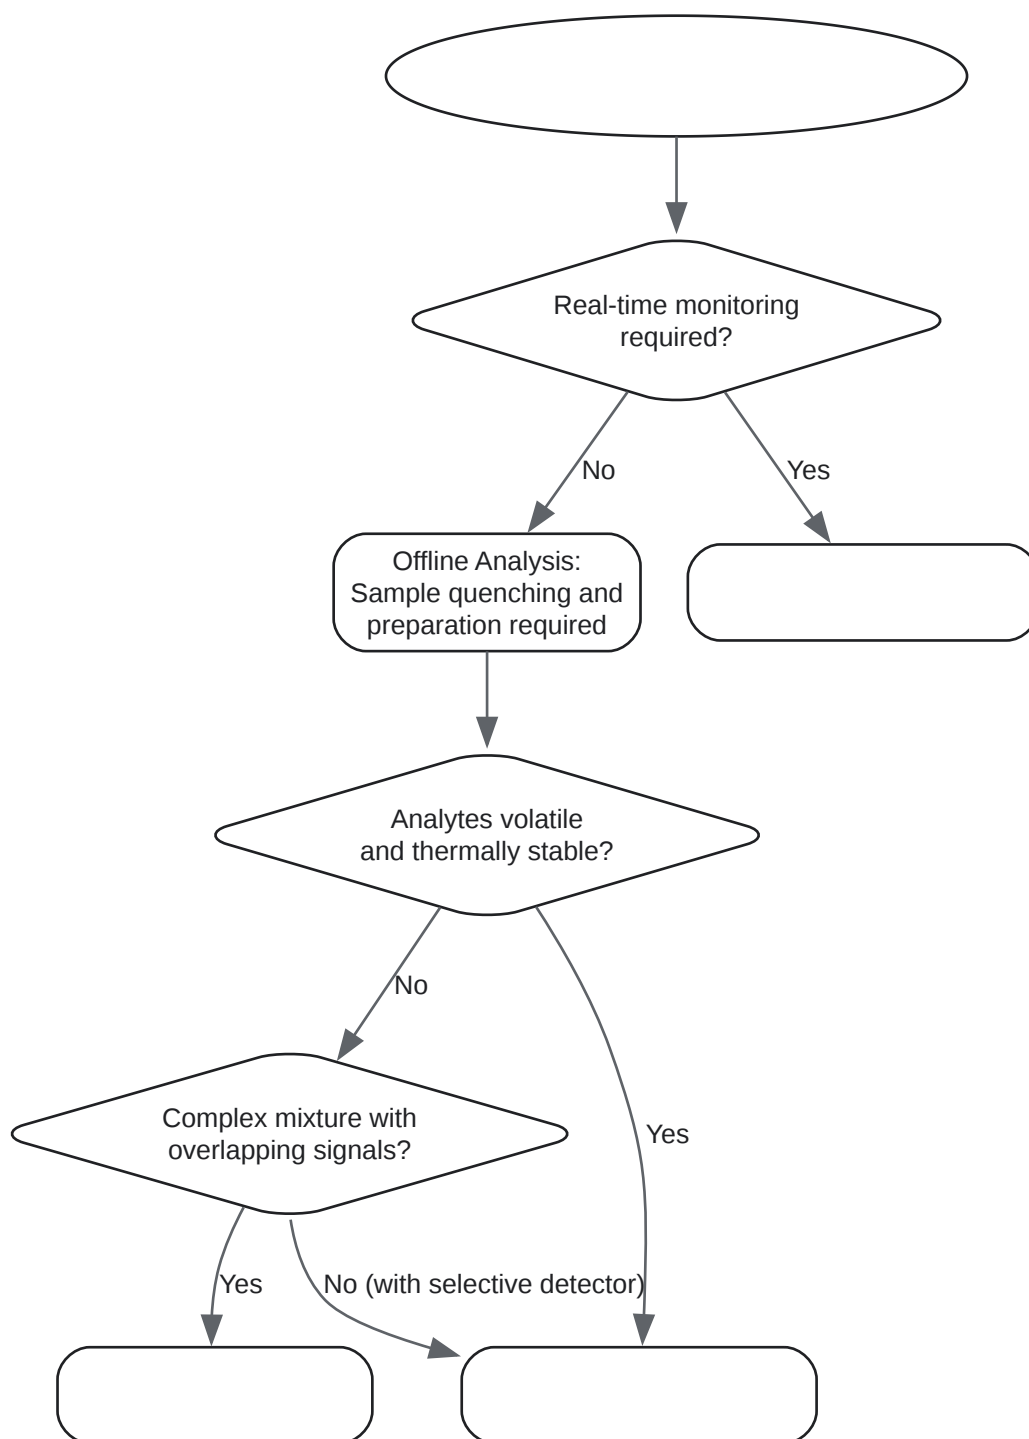 Real-time monitoring
required?
No
Yes
Offline Analysis:
Sample quenching and
preparation required
Analytes volatile
and thermally stable?
No
Complex mixture with
overlapping signals?
Yes
Yes
No (with selective detector)